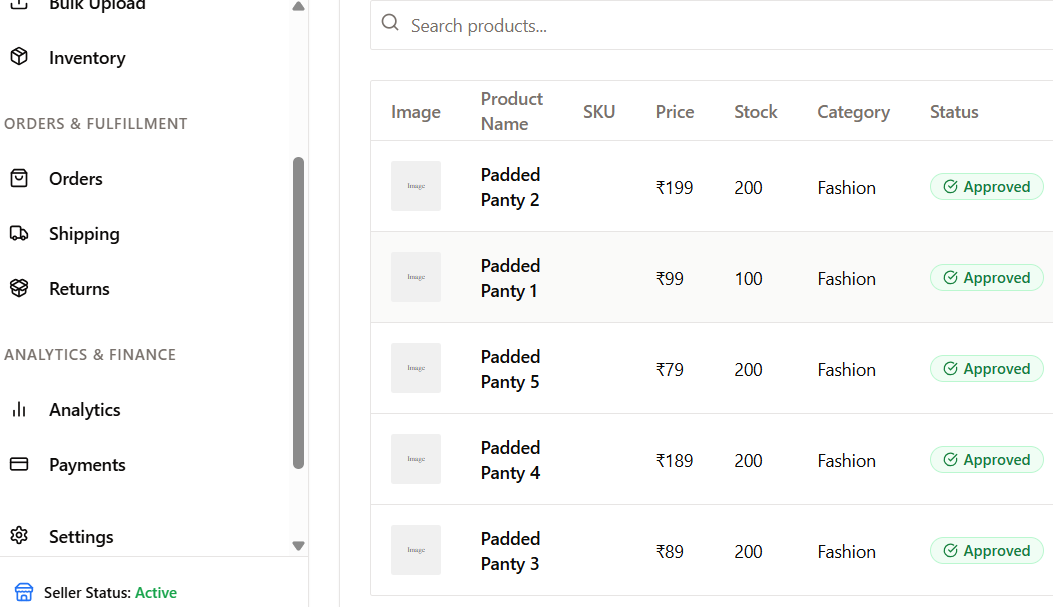 Bulk Upload
Inventory
ORDERS & FULFILLMENT
Orders
Shipping
Returns
ANALYTICS & FINANCE
Analytics
Payments
Settings
Seller Status: Active
Search products...
Image
Product
Name
SKU
Price
Stock
Category
Status
Image
Padded
Panty 2
₹199
200
Fashion
Approved
Image
Padded
Panty 1
₹99
100
Fashion
Approved
Image
Padded
Panty 5
₹79
200
Fashion
Approved
Image
Padded
Panty 4
₹189
200
Fashion
Approved
Image
Padded
Panty 3
₹89
200
Fashion
Approved